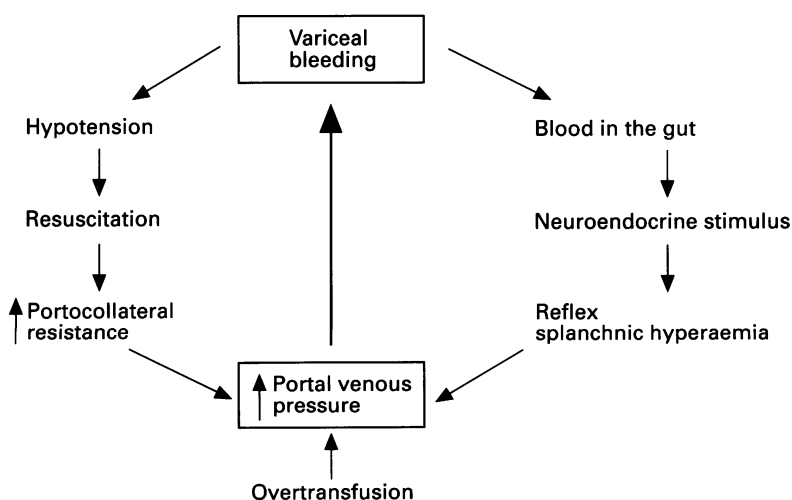 Variceal
bleeding
Hypotension
Blood in the gut
Resuscitation
Neuroendocrine stimulus
Portocollateral
resistance
Reflex
splanchnic hyperaemia
Portal venous
pressure
Overtransfusion